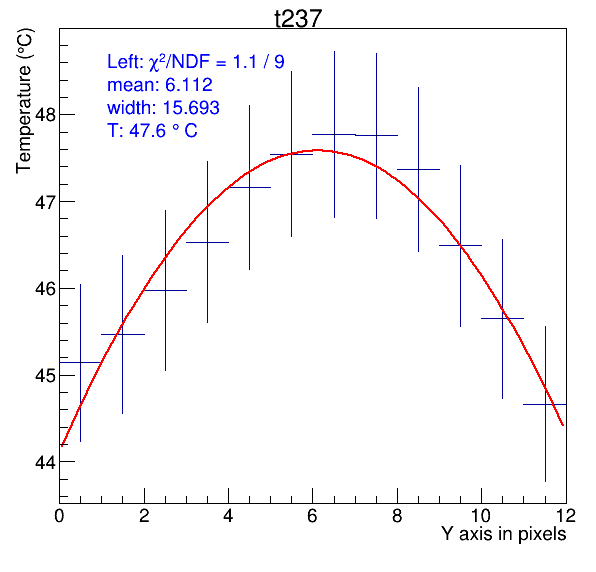 t237
Temperature (°C)
Left: χ²/NDF = 1.1 / 9
mean: 6.112
width: 15.693
T: 47.6 ° C
48
47
46
45
44
0 2 4 6 8 10 12
Y axis in pixels